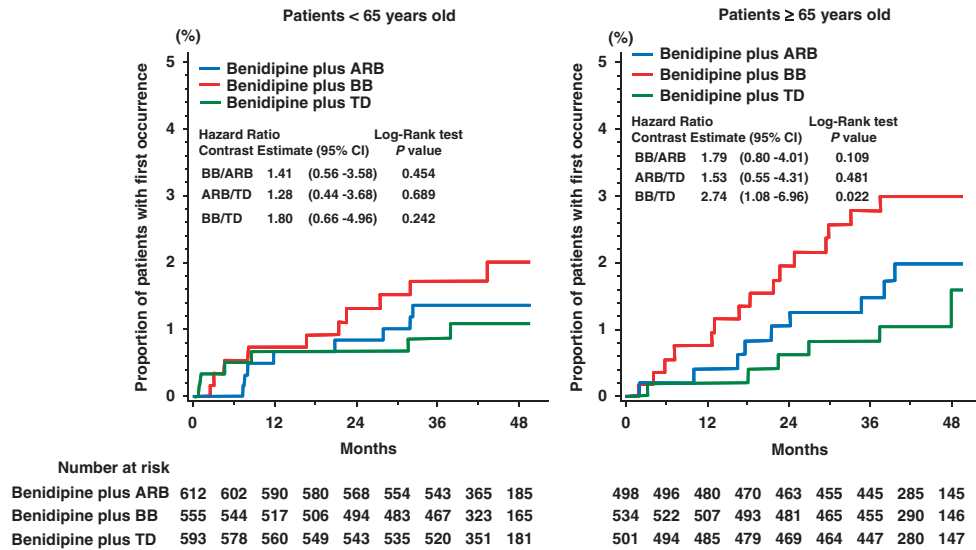 Patients < 65 years old
(%)
Proportion of patients with first occurrence
5
4
3
2
1
0
Benidipine plus ARB
Benidipine plus BB
Benidipine plus TD
Hazard Ratio Log-Rank test
Contrast Estimate (95% CI) P value
BB/ARB 1.41 (0.56 -3.58) 0.454
ARB/TD 1.28 (0.44 -3.68) 0.689
BB/TD 1.80 (0.66 -4.96) 0.242
0 12 24 36 48
Months
Patients ≥ 65 years old
(%)
Proportion of patients with first occurrence
5
4
3
2
1
0
Benidipine plus ARB
Benidipine plus BB
Benidipine plus TD
Hazard Ratio Log-Rank test
Contrast Estimate (95% CI) P value
BB/ARB 1.79 (0.80 -4.01) 0.109
ARB/TD 1.53 (0.55 -4.31) 0.481
BB/TD 2.74 (1.08 -6.96) 0.022
0 12 24 36 48
Months
Number at risk
Benidipine plus ARB 612 602 590 580 568 554 543 365 185 498 496 480 470 463 455 445 285 145
Benidipine plus BB 555 544 517 506 494 483 467 323 165 534 522 507 493 481 465 455 290 146
Benidipine plus TD 593 578 560 549 543 535 520 351 181 501 494 485 479 469 464 447 280 147